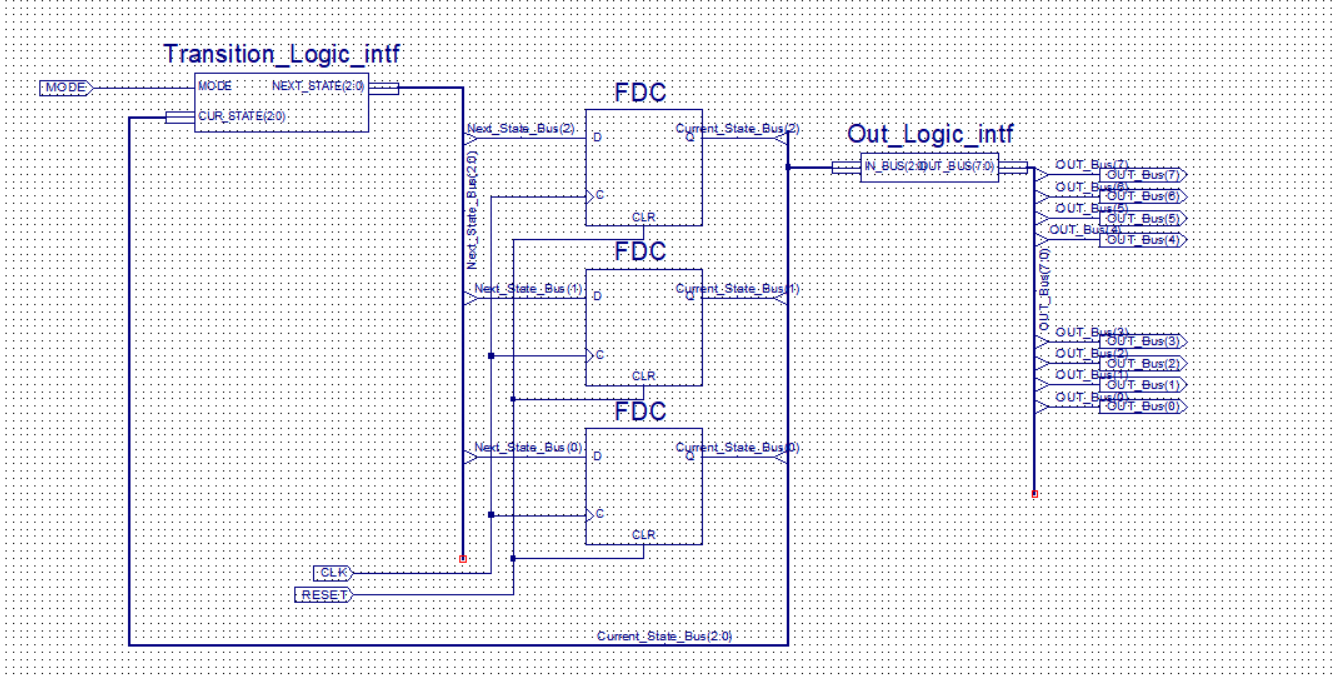 Transition_Logic_intf
MODE
MODE
NEXT_STATE(2:0)
CUR_STATE(2:0)
FDC
Next_State_Bus(2)
D
Q
Current_State_Bus(2)
C
CLR
Next_State_Bus(2:0)
FDC
Next_State_Bus(1)
D
Q
Current_State_Bus(1)
C
CLR
FDC
Next_State_Bus(0)
D
Q
Current_State_Bus(0)
C
CLR
CLK
RESET
Current_State_Bus(2:0)
Out_Logic_intf
IN_BUS(2:0)
OUT_BUS(7:0)
OUT_Bus(7)
OUT_Bus(7)
OUT_Bus(6)
OUT_Bus(6)
OUT_Bus(5)
OUT_Bus(5)
OUT_Bus(4)
OUT_Bus(4)
OUT_Bus(7:0)
OUT_Bus(3)
OUT_Bus(3)
OUT_Bus(2)
OUT_Bus(2)
OUT_Bus(1)
OUT_Bus(1)
OUT_Bus(0)
OUT_Bus(0)